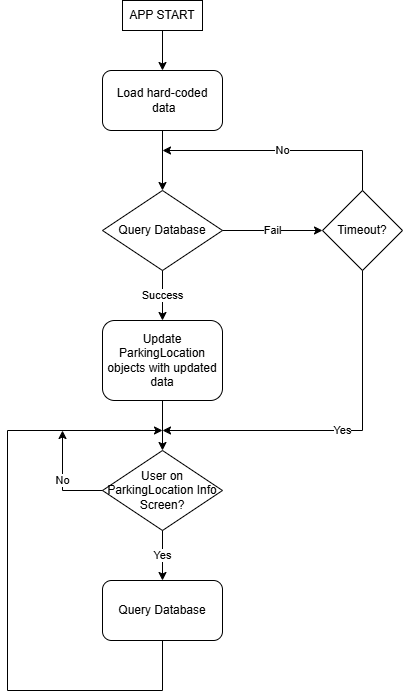 APP START
Load hard-coded
data
No
Query Database
Fail
Timeout?
Success
Update
ParkingLocation
objects with updated
data
Yes
User on
ParkingLocation Info
Screen?
No
Yes
Query Database